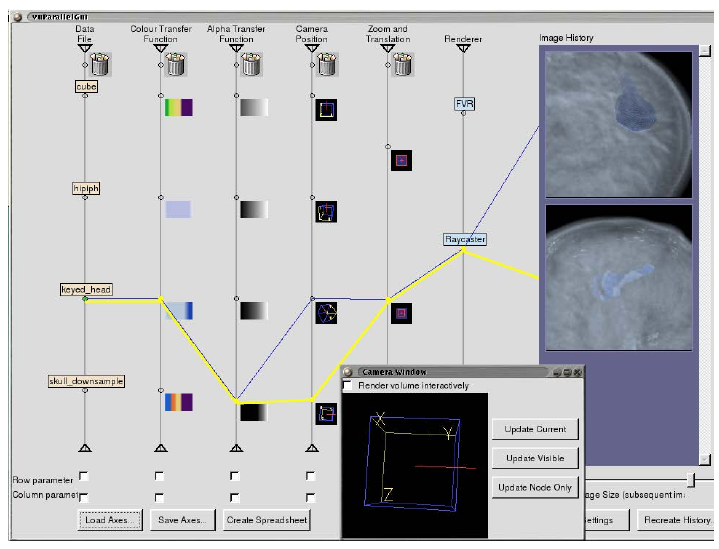 vuParallelGui
Data
File
Colour Transfer
Function
Alpha Transfer
Function
Camera
Position
Zoom and
Translation
Renderer
Image History
cube
FVR
hipiph
Raycaster
keyed_head
skull_downsample
Camera Window
Render volume interactively
X
Y
Z
Update Current
Update Visible
Update Node Only
Row parameter
Column paramet
age Size (subsequent im
Load Axes...
Save Axes...
Create Spreadsheet
ettings
Recreate History..